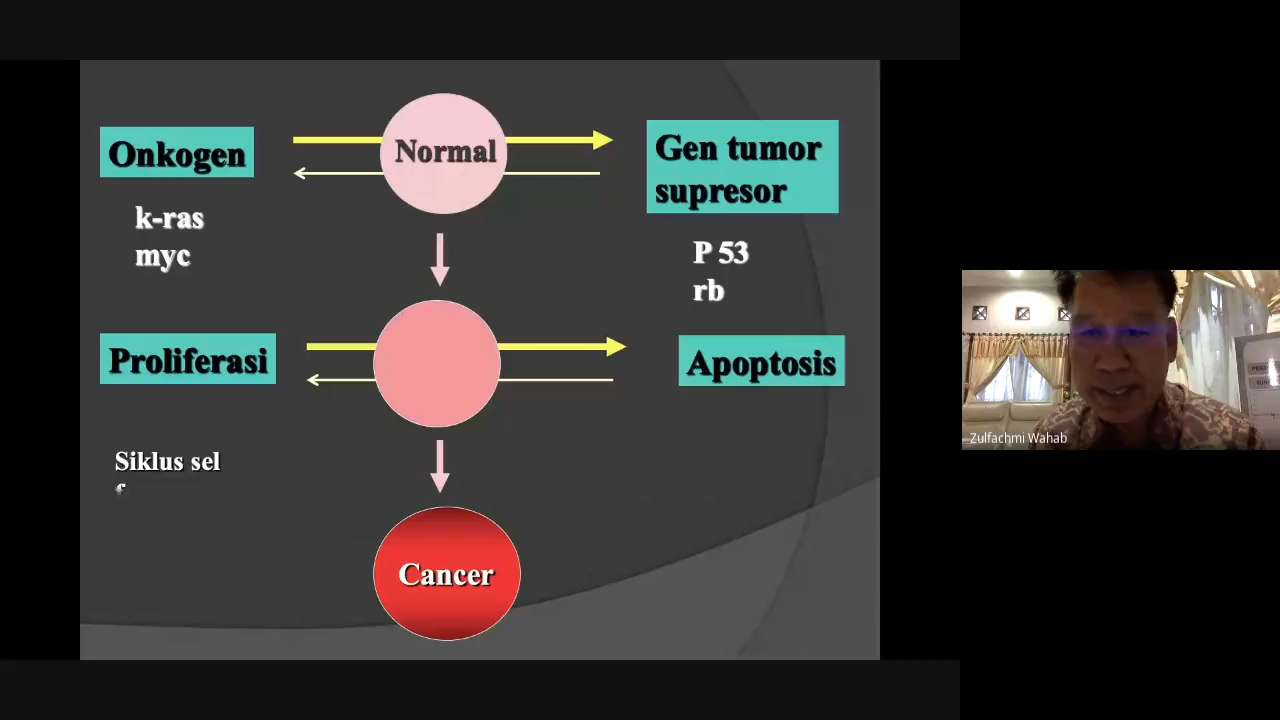 Normal
Onkogen
Gen tumor
supresor
k-ras
myc
P 53
rb
Proliferasi
Apoptosis
Siklus sel
Cancer
Zulfachmi Wahab